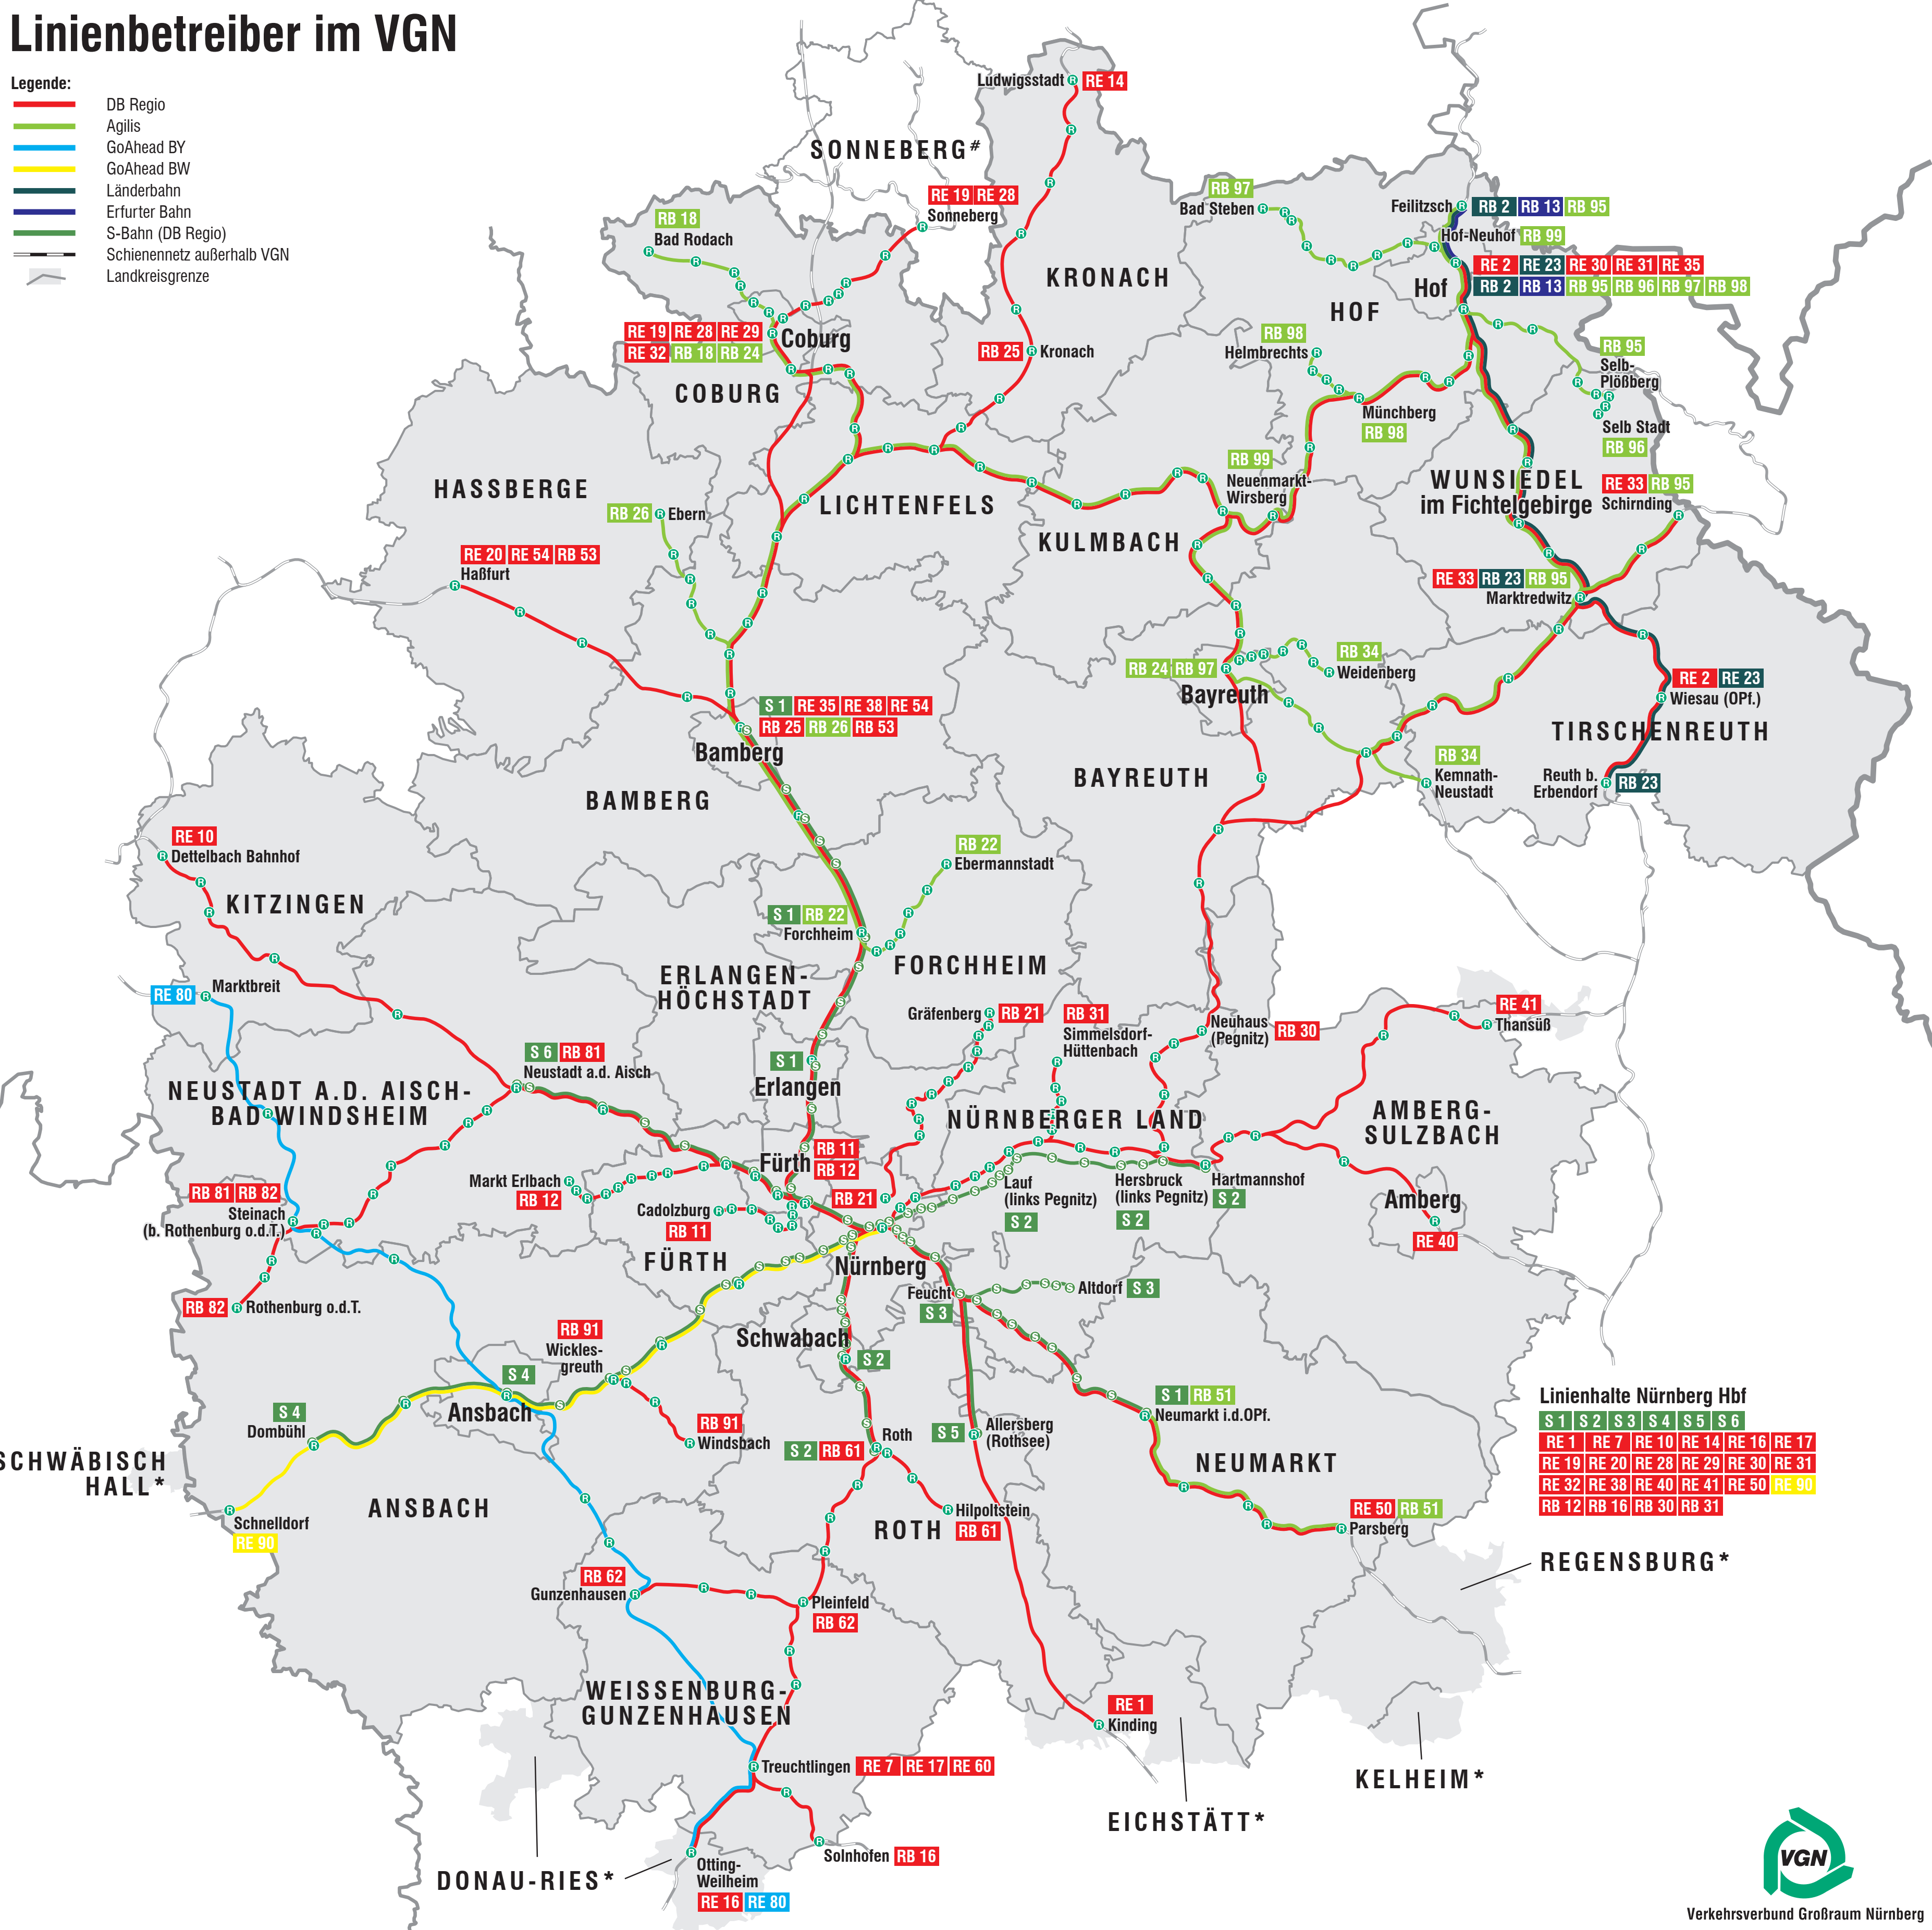 Linienbetreiber im VGN
Legende:
DB Regio
Agilis
GoAhead BY
GoAhead BW
Länderbahn
Erfurter Bahn
S-Bahn (DB Regio)
Schienennetz außerhalb VGN
Landkreisgrenze
Ludwigsstadt RE 14
SONNEBERG#
RE 19 RE 28
Sonneberg
RB 18
Bad Rodach
KRONACH
RB 97
Bad Steben
Feilitzsch RB 2 RB 13 RB 95
Hof-Neuhof RB 99
RE 2 RE 23 RE 30 RE 31 RE 35
Hof RB 2 RB 13 RB 95 RB 96 RB 97 RB 98
HOF
RE 19 RE 28 RE 29
RE 32 RB 18 RB 24
Coburg
COBURG
RB 25 Kronach
RB 98
Helmbrechts
Münchberg
RB 98
RB 95
Selb-
Plößberg
Selb Stadt
RB 96
HASSBERGE
LICHTENFELS
RB 99
Neuenmarkt-
Wirsberg
WUNSIEDEL
im Fichtelgebirge
RE 33 RB 95
Schirnding
RB 26 Ebern
KULMBACH
RE 20 RE 54 RB 53
Haßfurt
RE 33 RB 23 RB 95
Marktredwitz
RB 24 RB 97
Bayreuth
RB 34
Weidenberg
RE 2 RE 23
Wiesau (OPf.)
TIRSCHENREUTH
S 1 RE 35 RE 38 RE 54
RB 25 RB 26 RB 53
Bamberg
BAMBERG
BAYREUTH
RB 34
Kemnath-
Neustadt
Reuth b.
Erbendorf RB 23
RE 10
Dettelbach Bahnhof
KITZINGEN
RB 22
Ebermannstadt
S 1 RB 22
Forchheim
FORCHHEIM
ERLANGEN-
HÖCHSTADT
RE 80 Marktbreit
Gräfenberg RB 21
RB 31
Simmelsdorf-
Hüttenbach
Neuhaus
(Pegnitz) RB 30
RE 41
Thansüß
S 6 RB 81
Neustadt a.d. Aisch
S 1
Erlangen
NEUSTADT A.D. AISCH-
BAD WINDSHEIM
NÜRNBERGER LAND
AMBERG-
SULZBACH
Fürth RB 11
RB 12
Markt Erlbach
RB 12
RB 21
Cadolzburg
RB 11
Lauf
(links Pegnitz)
S 2
Hersbruck
(links Pegnitz)
S 2
Hartmannshof
S 2
Amberg
RE 40
RB 81 RB 82
Steinach
(b. Rothenburg o.d.T.)
FÜRTH
Nürnberg
Feucht
S 3
Altdorf S 3
RB 82 Rothenburg o.d.T.
Schwabach
S 2
RB 91
Wickles-
greuth
S 4
Ansbach
S 4
Dombühl
RB 91
Windsbach
S 1 RB 51
Neumarkt i.d.OPf.
S 5 Allersberg
(Rothsee)
Roth
S 2 RB 61
Linienhalte Nürnberg Hbf
S 1 S 2 S 3 S 4 S 5 S 6
RE 1 RE 7 RE 10 RE 14 RE 16 RE 17
RE 19 RE 20 RE 28 RE 29 RE 30 RE 31
RE 32 RE 38 RE 40 RE 41 RE 50 RE 90
RB 12 RB 16 RB 30 RB 31
SCHWÄBISCH
HALL*
NEUMARKT
ANSBACH
Schnelldorf
RE 90
ROTH
Hilpoltstein
RB 61
RE 50 RB 51
Parsberg
REGENSBURG*
RB 62
Gunzenhausen
Pleinfeld
RB 62
WEISSENBURG-
GUNZENHAUSEN
RE 1
Kinding
Treuchtlingen RE 7 RE 17 RE 60
KELHEIM*
EICHSTÄTT*
Solnhofen RB 16
DONAU-RIES*
Otting-
Weilheim
RE 16 RE 80
VGN
Verkehrsverbund Großraum Nürnberg